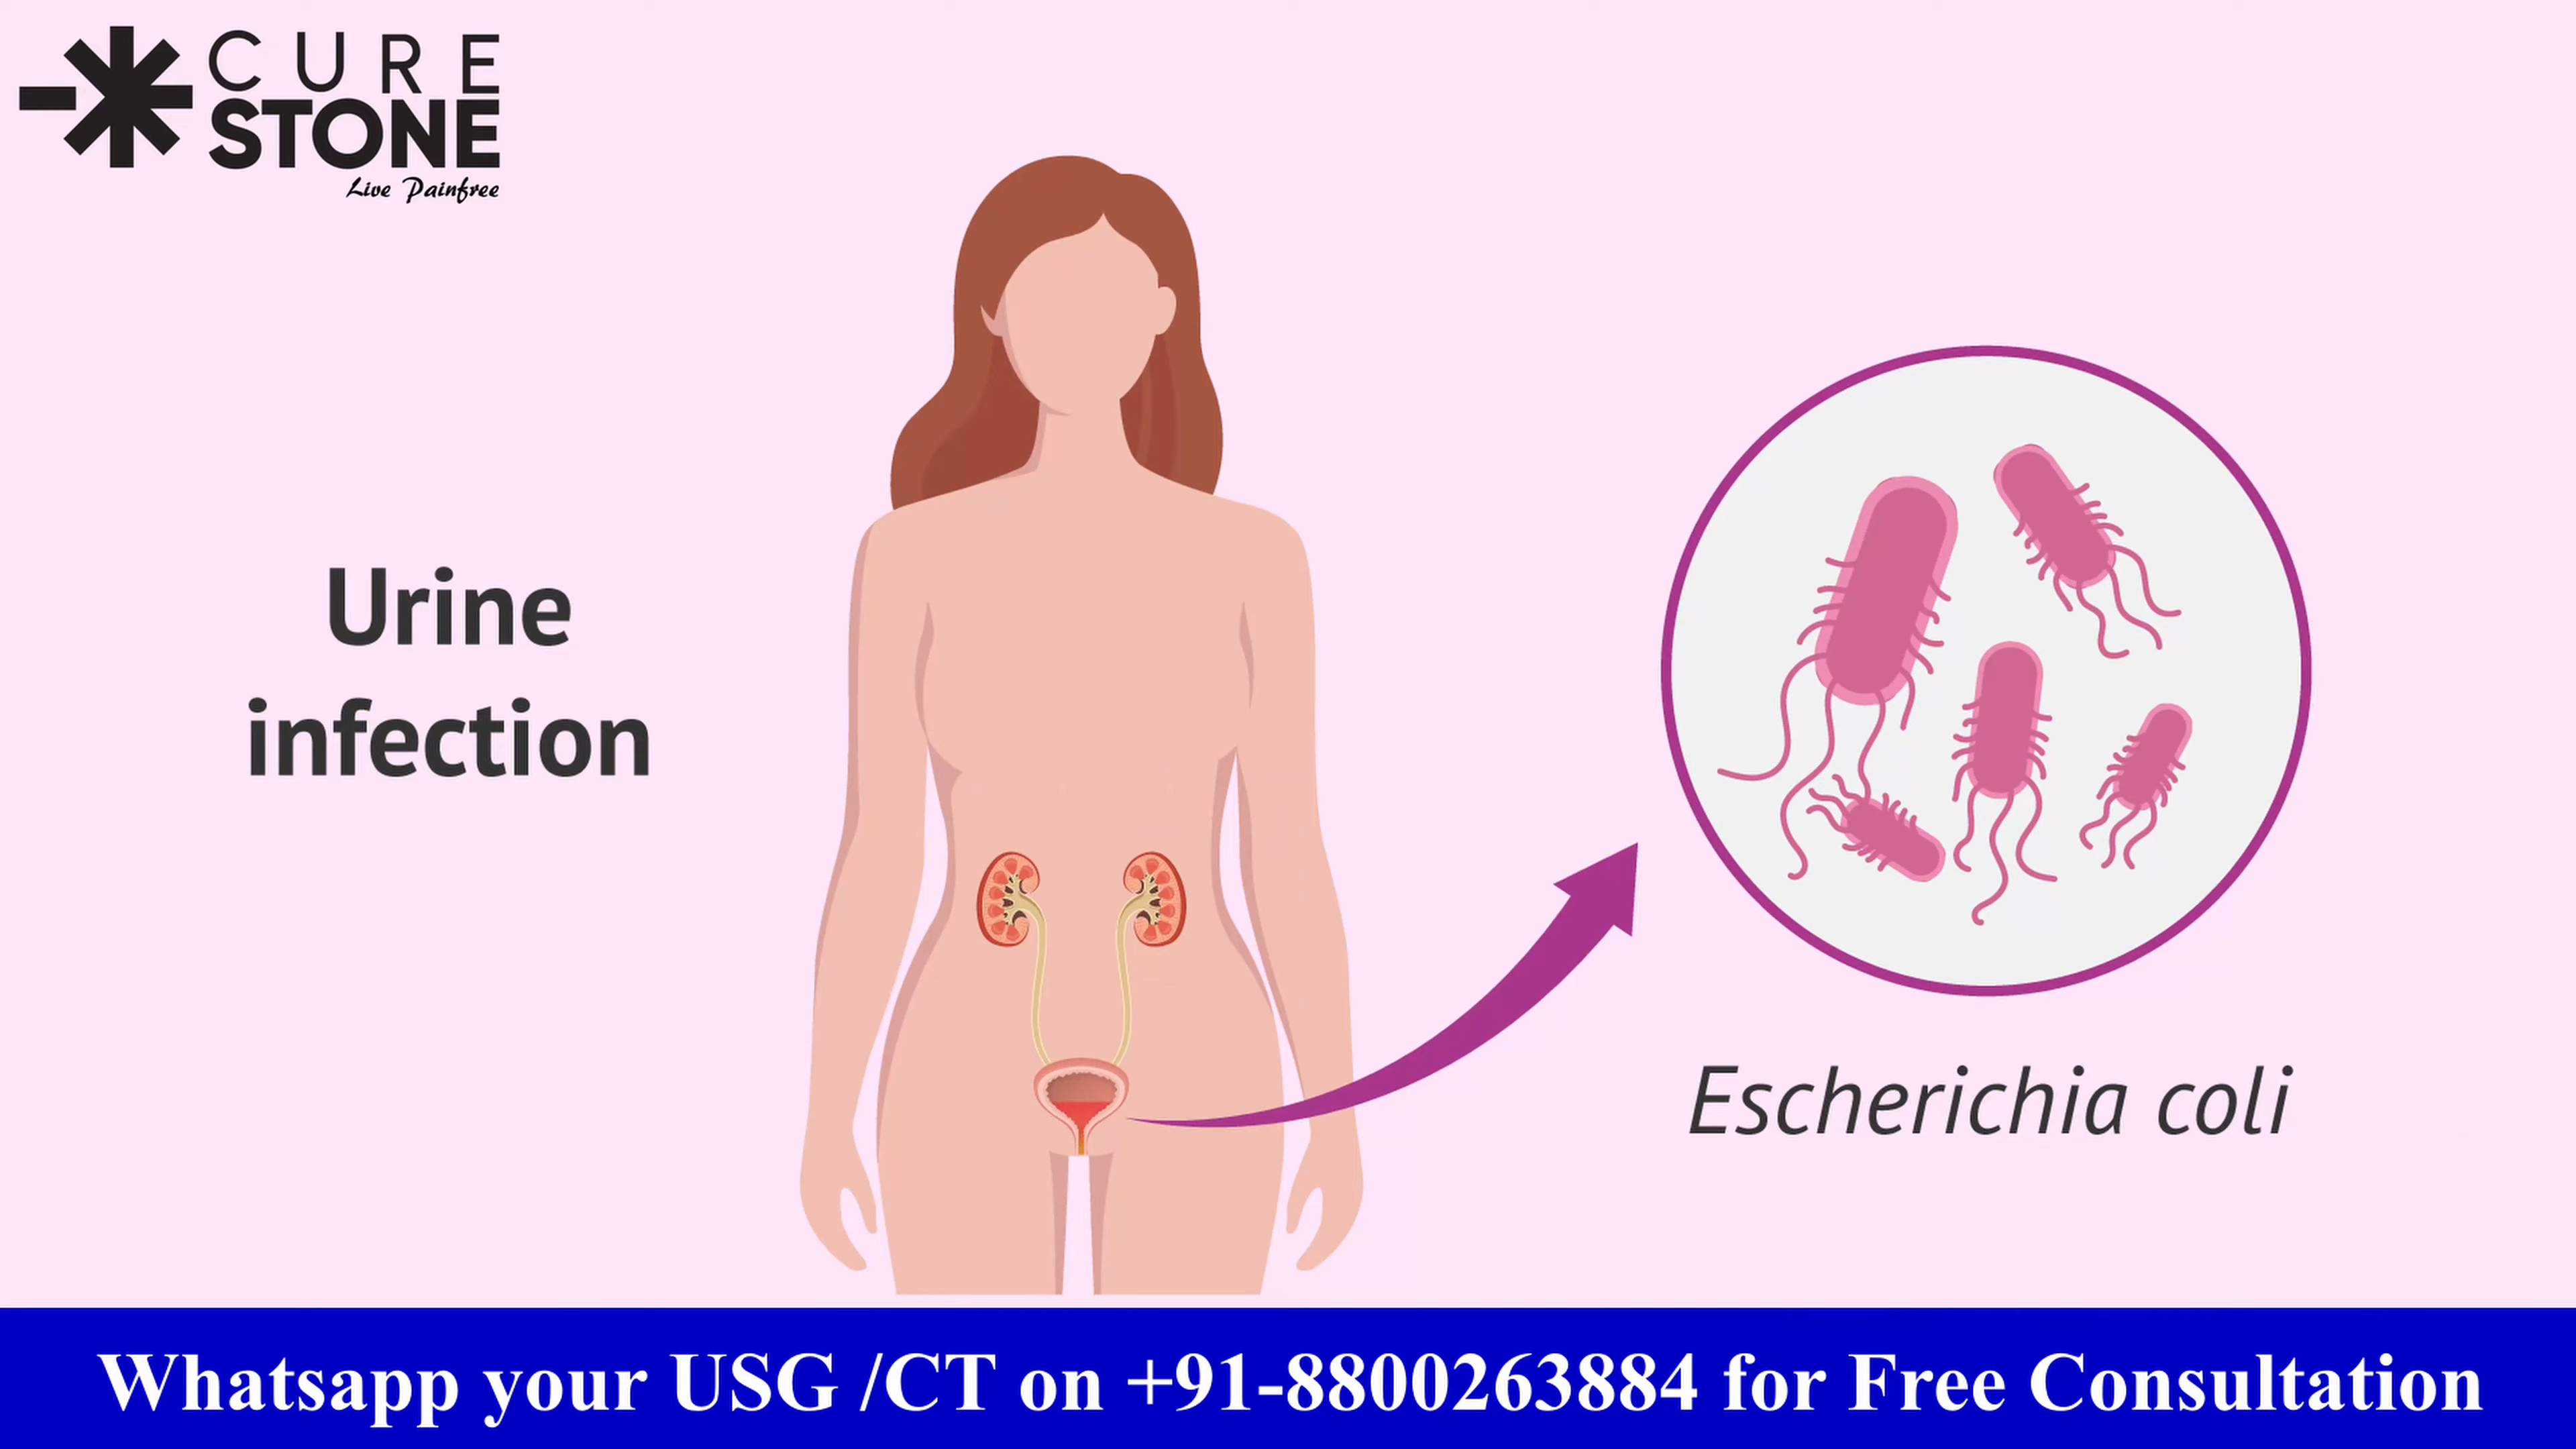 CURE
STONE
Live Painfree
Urine
infection
Escherichia coli
Whatsapp your USG /CT on +91-8800263884 for Free Consultation